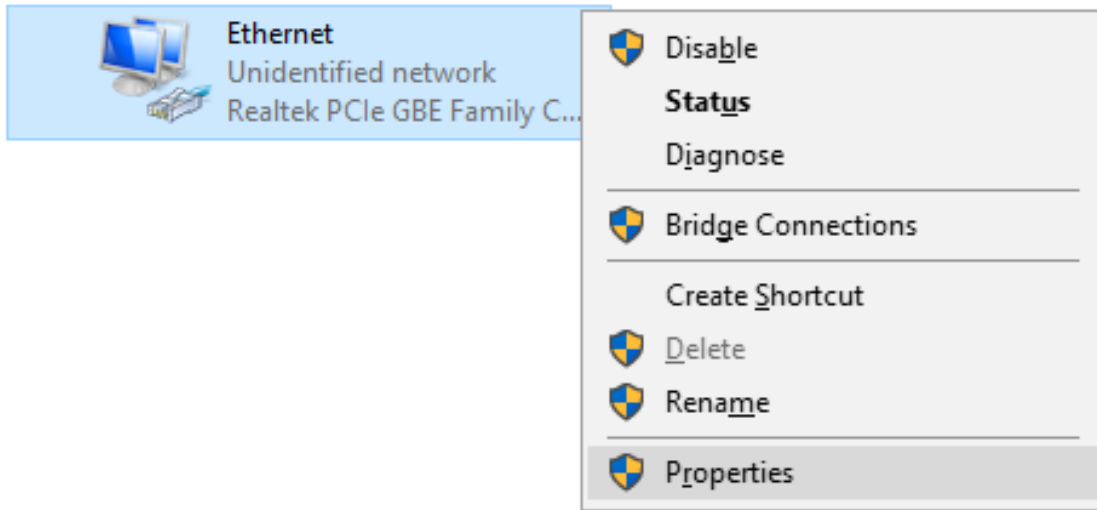 Ethernet
Unidentified network
Realtek PCIe GBE Family C...
Disable
Status
Diagnose
Bridge Connections
Create Shortcut
Delete
Rename
Properties